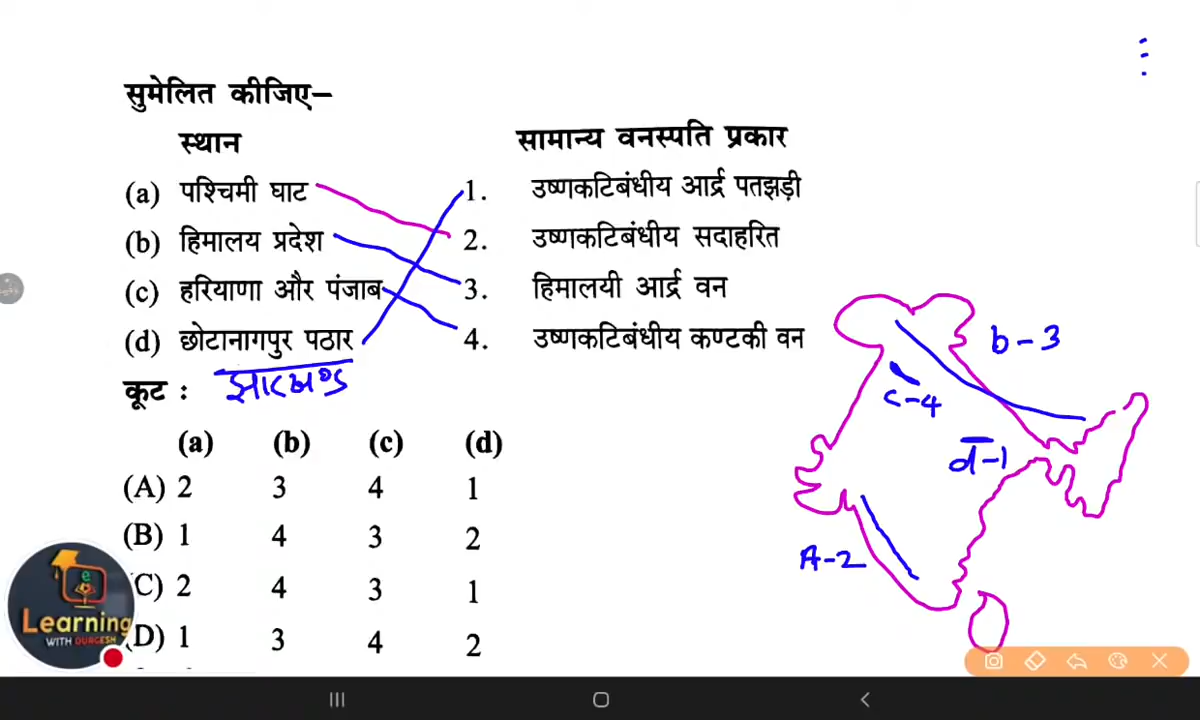 सुमेलित कीजिए–
स्थान सामान्य वनस्पति प्रकार
(a) पश्चिमी घाट 1. उष्णकटिबंधीय आर्द्र पतझड़ी
(b) हिमालय प्रदेश 2. उष्णकटिबंधीय सदाहरित
(c) हरियाणा और पंजाब 3. हिमालयी आर्द्र वन
(d) छोटानागपुर पठार 4. उष्णकटिबंधीय कण्टकी वन
b-3
झारखण्ड
कूट :
c-4
(a) (b) (c) (d)
d-1
(A) 2 3 4 1
(B) 1 4 3 2
A-2
(C) 2 4 3 1
(D) 1 3 4 2
e
Learning
WITH DURGESH